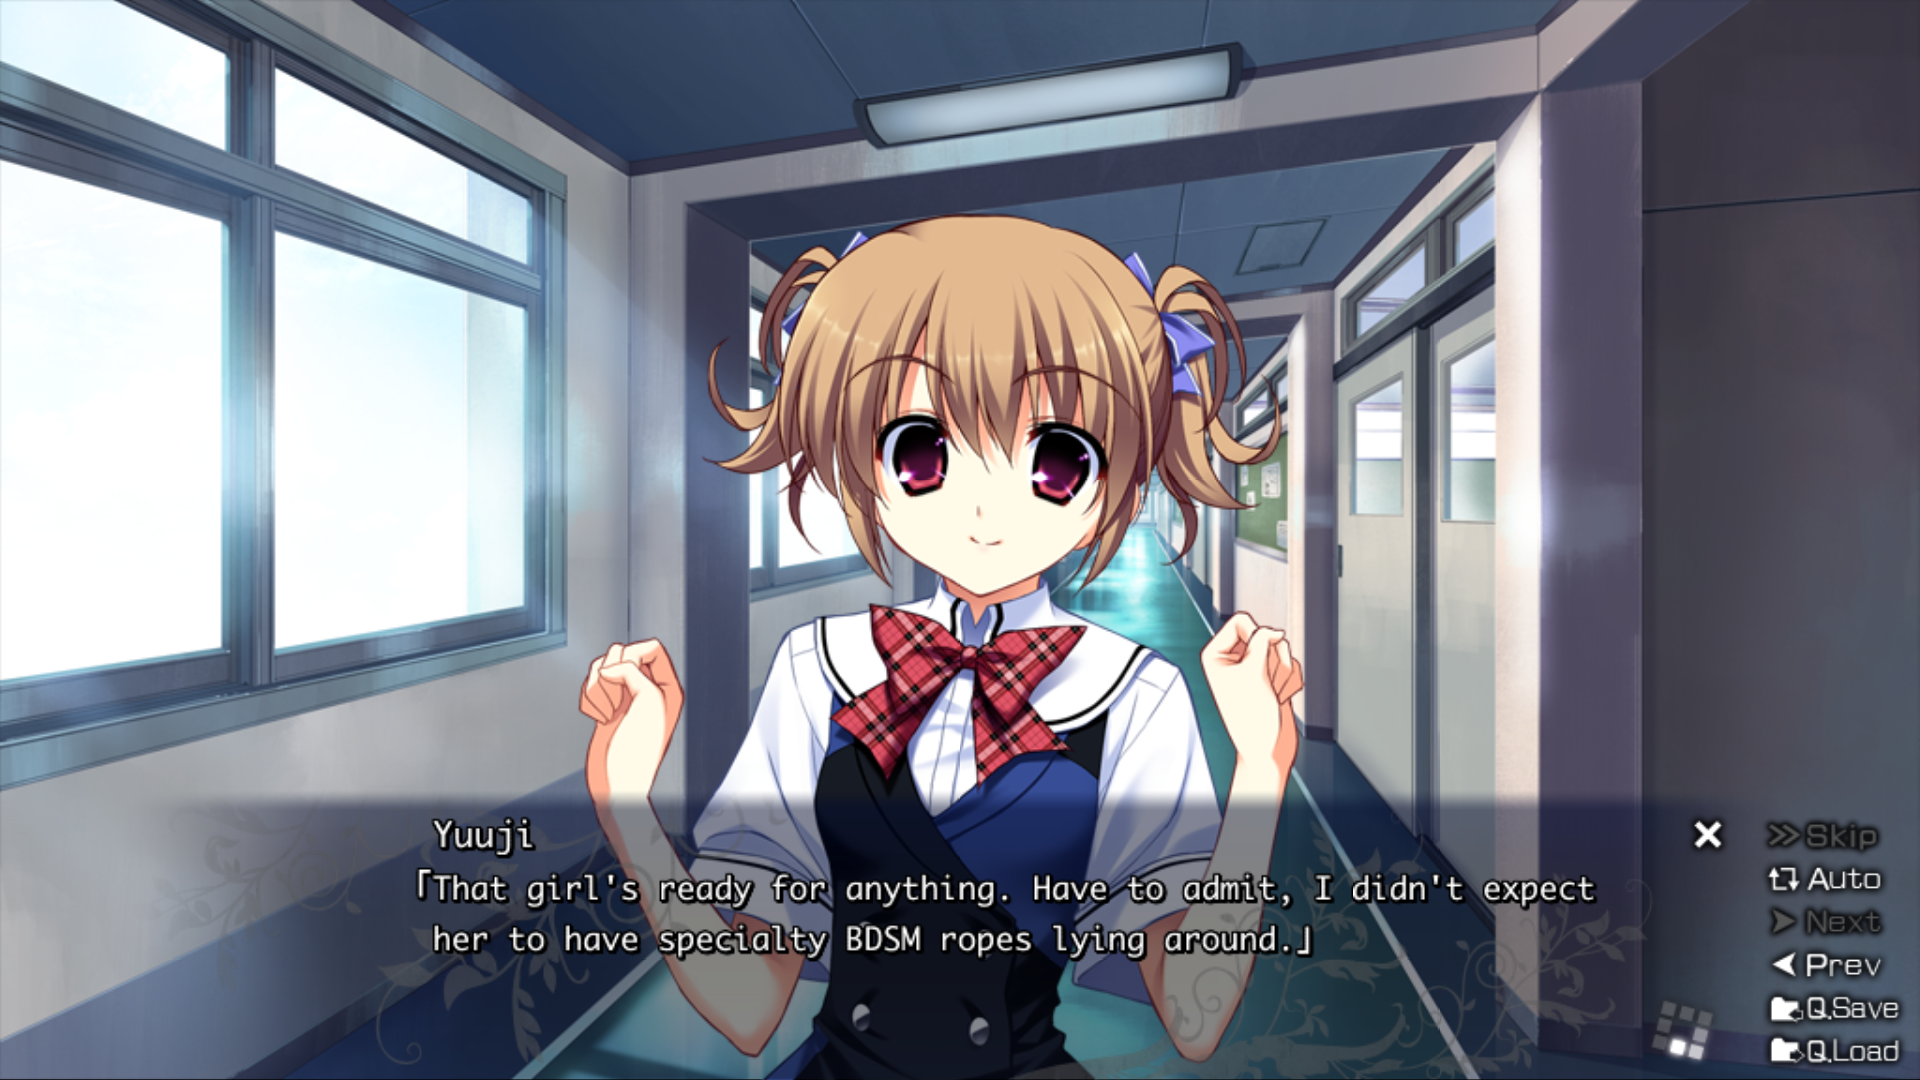 Yuuji
「That girl's ready for anything. Have to admit, I didn't expect
her to have specialty BDSM ropes lying around.」
Skip
Auto
Next
Prev
Q.Save
Q.Load